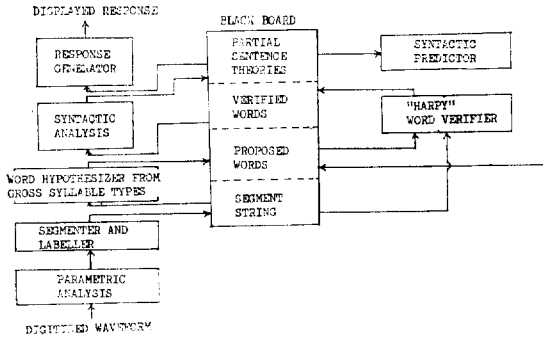 DISPLAYED RESPONSE
RESPONSE
GENERATOR
SYNTACTIC
ANALYSIS
WORD HYPOTHESIZER FROM
GROSS SYLLABLE TYPES
SEGMENTER AND
LABELLER
PARAMETRIC
ANALYSIS
DIGITIZED WAVEFORM
BLACK BOARD
PARTIAL
SENTENCE
THEORIES
VERIFIED
WORDS
PROPOSED
WORDS
SEGMENT
STRING
SYNTACTIC
PREDICTOR
"HARPY"
WORD VERIFIER